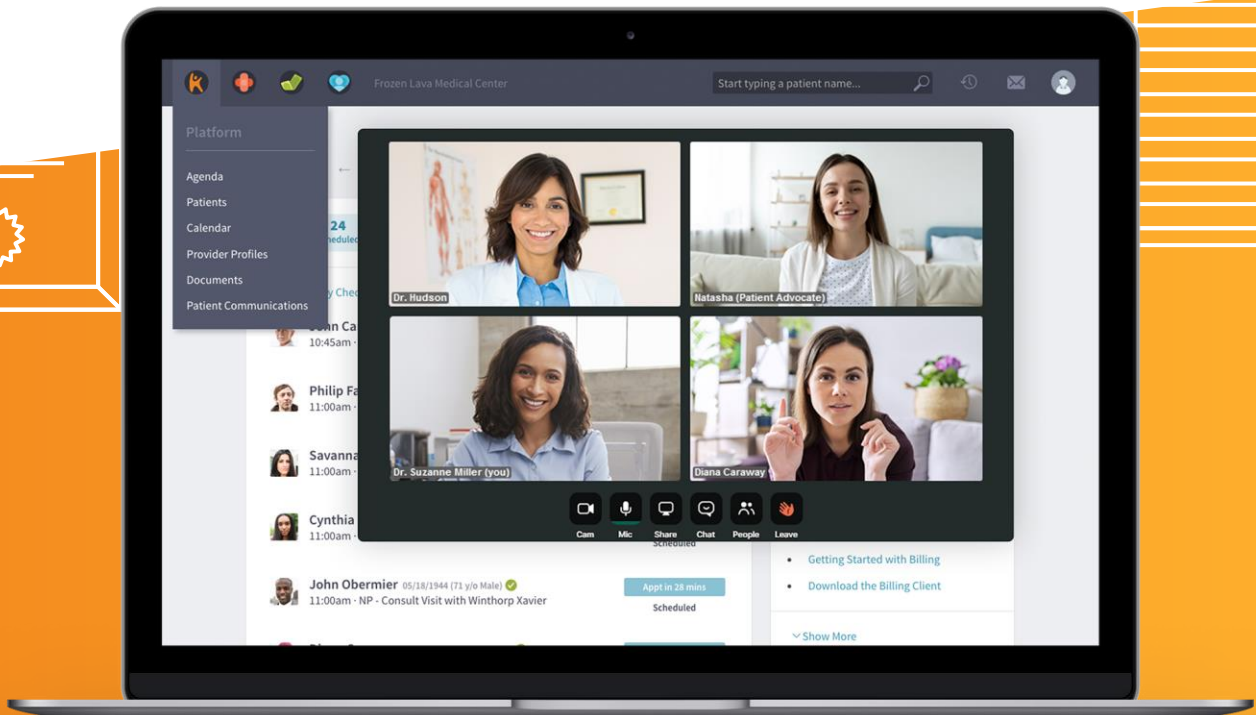 Frozen Lava Medical Center
Start typing a patient name...
Platform
Agenda
Patients
Calendar
Provider Profiles
Documents
Patient Communications
24
Dr. Hudson
Natasha (Patient Advocate)
Dr. Suzanne Miller (you)
Diana Caraway
Cam
Mic
Share
Chat
People
Leave
10:45am ·
Philip
11:00am ·
Savanna
11:00am ·
Cynthia
11:00am ·
Scheduled
John Obermier 05/18/1944 (71 y/o Male)
11:00am · NP - Consult Visit with Winthorp Xavier
Appt in 28 mins
Scheduled
• Getting Started with Billing
• Download the Billing Client
Show More